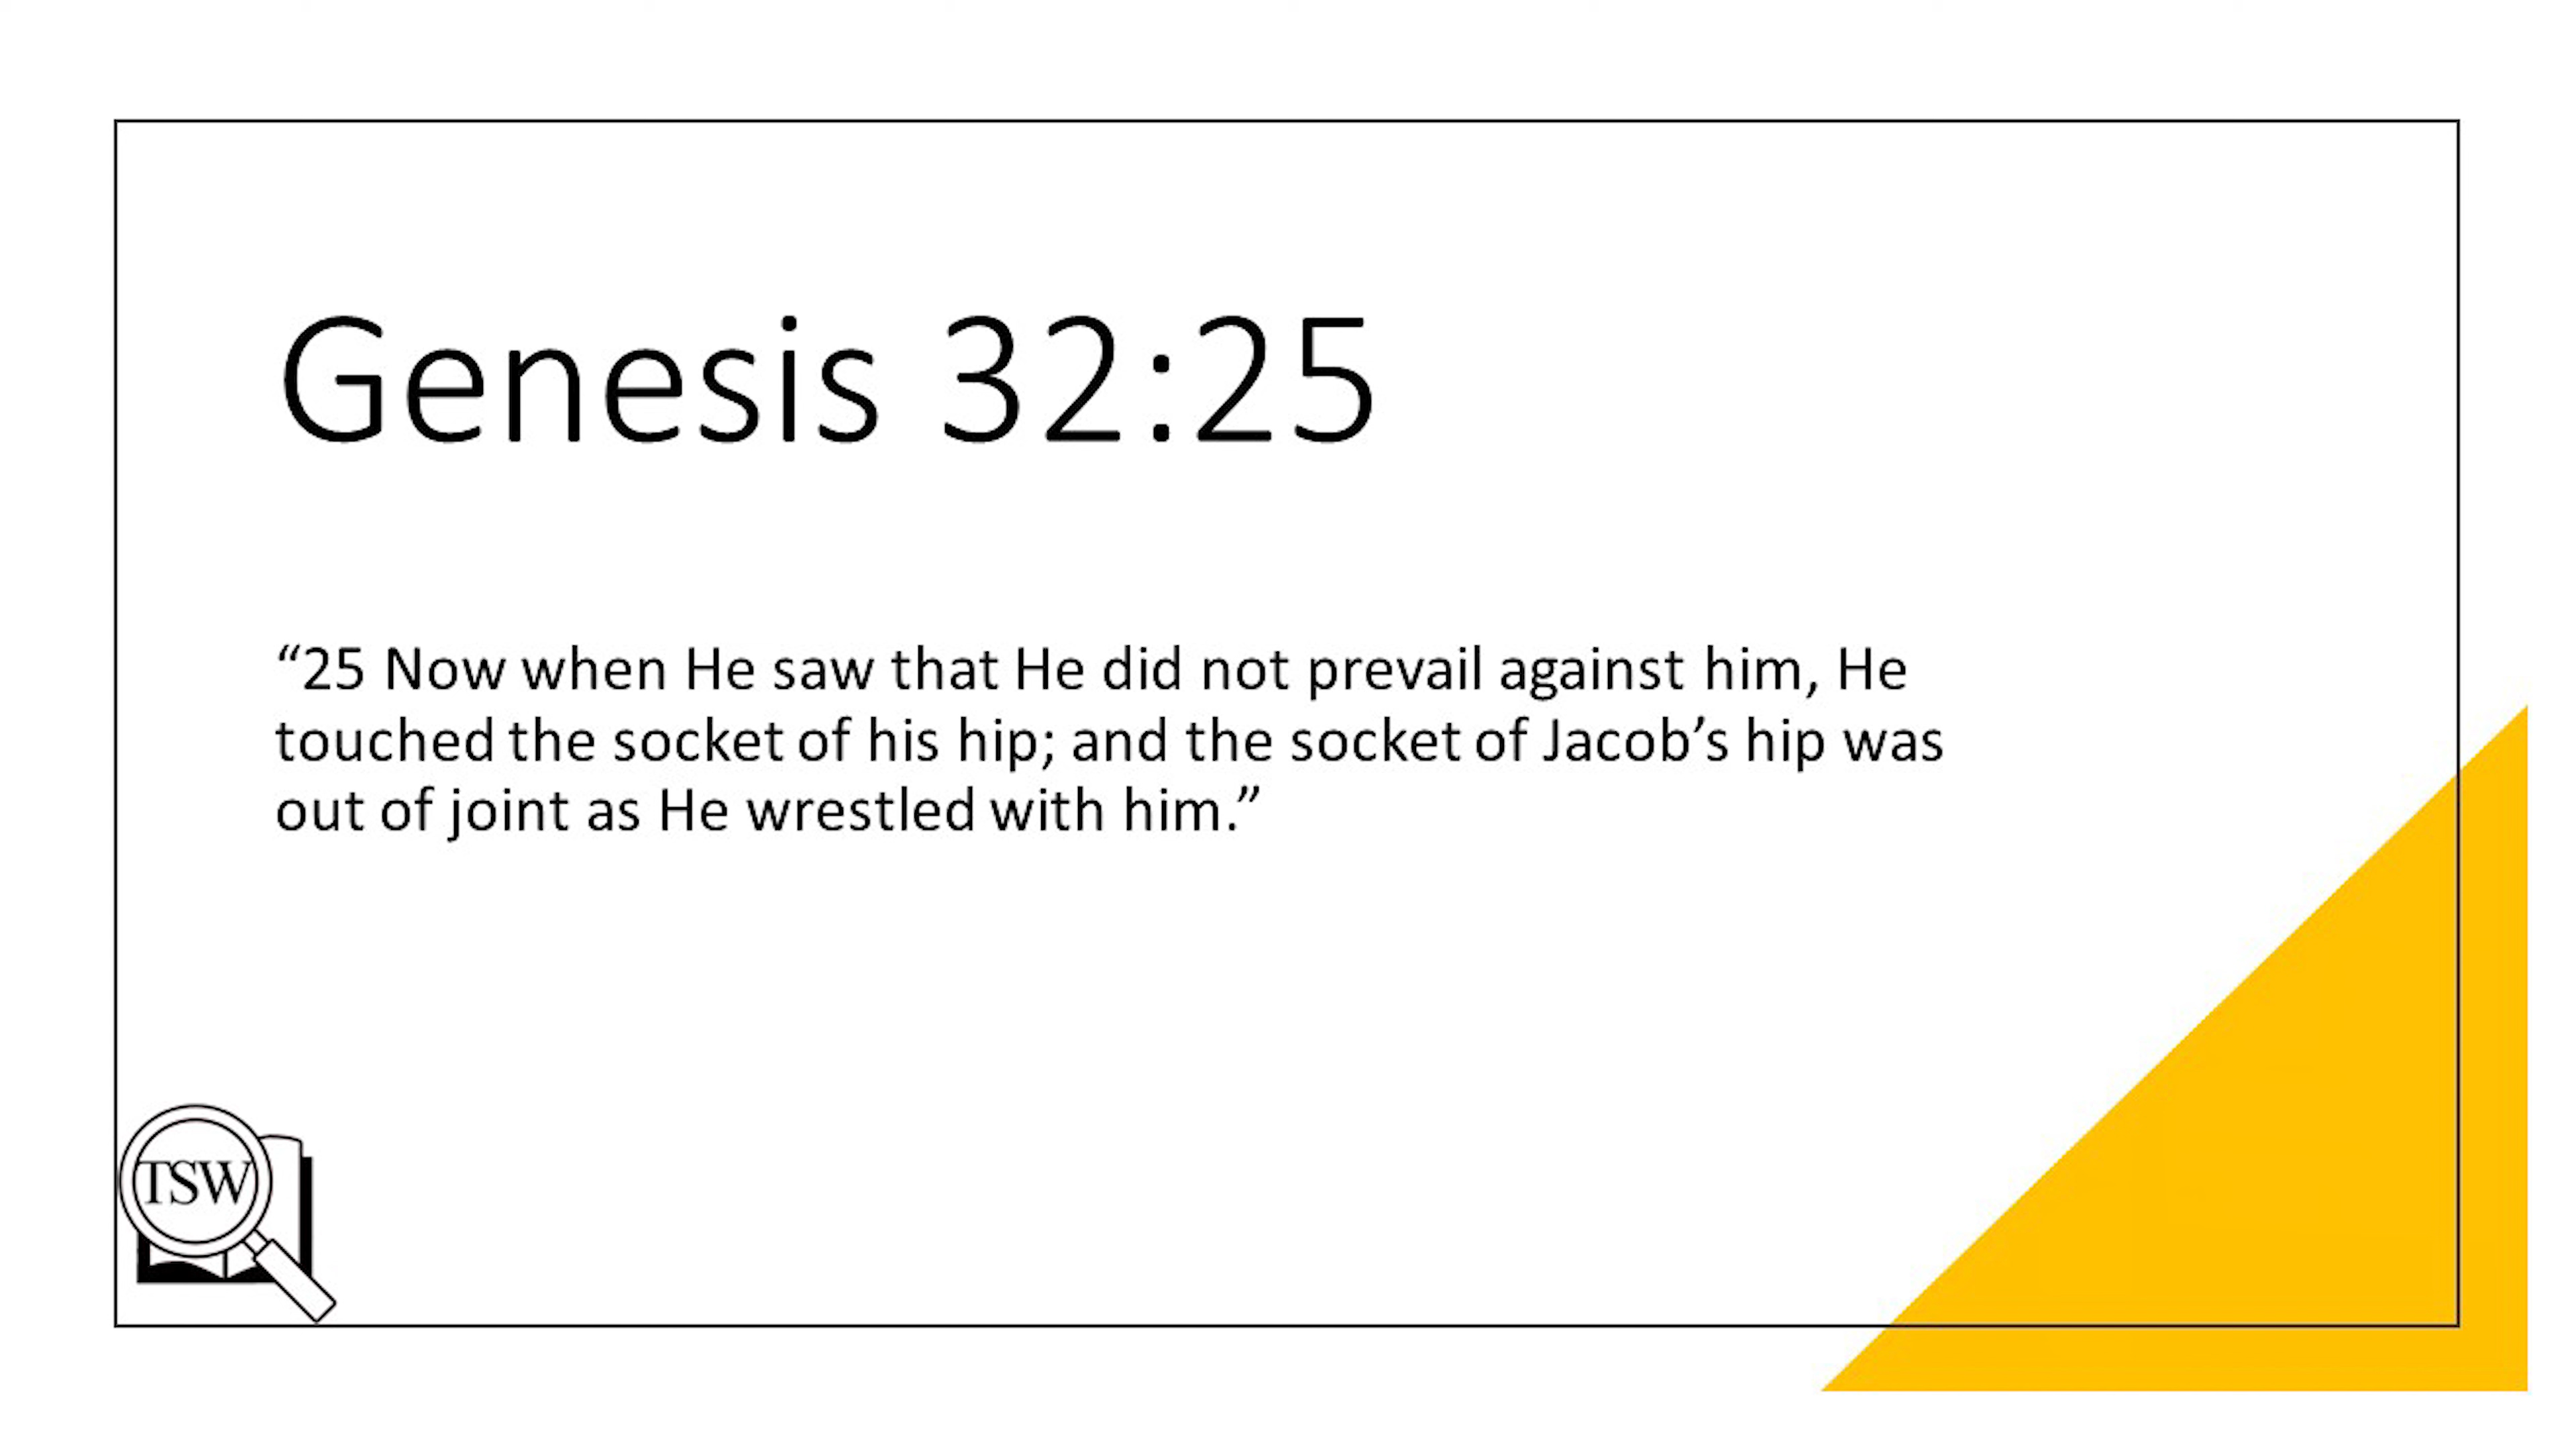 Genesis 32:25
“25 Now when He saw that He did not prevail against him, He
touched the socket of his hip; and the socket of Jacob’s hip was
out of joint as He wrestled with him.”
TSW